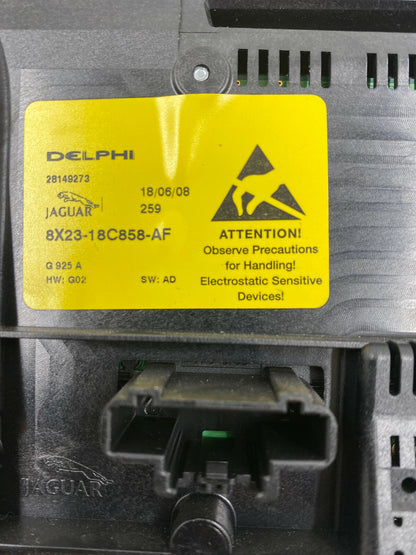 DELPHI
28149273
18/06/08
JAGUAR
259
8X23-18C858-AF
G 925 A
HW: G02
SW: AD
ATTENTION!
Observe Precautions
for Handling!
Electrostatic Sensitive
Devices!
JAGUAR